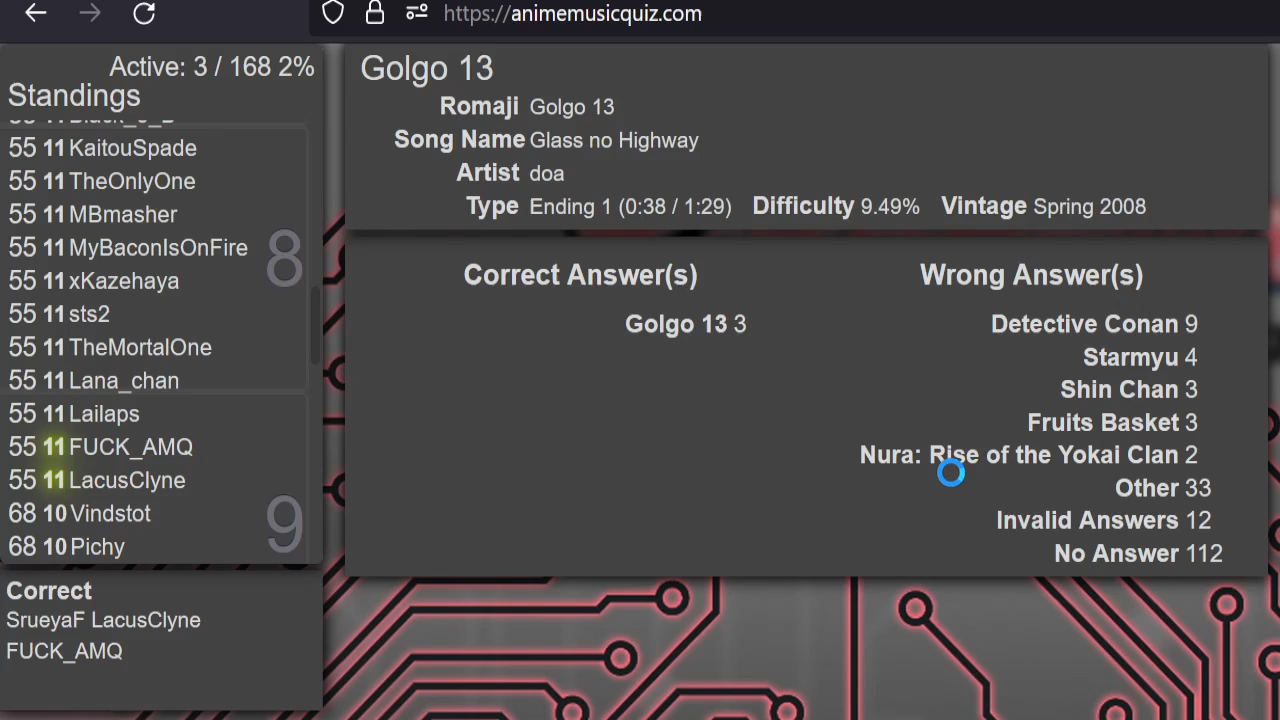 https://animemusicquiz.com
Active: 3 / 168 2%
Standings
55 11 KaitouSpade
55 11 TheOnlyOne
55 11 MBmasher
55 11 MyBaconIsOnFire
55 11 xKazehaya
8
55 11 sts2
55 11 TheMortalOne
55 11 Lana_chan
55 11 Lailaps
55 11 FUCK_AMQ
55 11 LacusClyne
68 10 Vindstot
68 10 Pichy
9
Correct
SrueyaF LacusClyne
FUCK_AMQ
Golgo 13
Romaji Golgo 13
Song Name Glass no Highway
Artist doa
Type Ending 1 (0:38 / 1:29) Difficulty 9.49% Vintage Spring 2008
Correct Answer(s)
Golgo 13 3
Wrong Answer(s)
Detective Conan 9
Starmyu 4
Shin Chan 3
Fruits Basket 3
Nura: Rise of the Yokai Clan 2
Other 33
Invalid Answers 12
No Answer 112